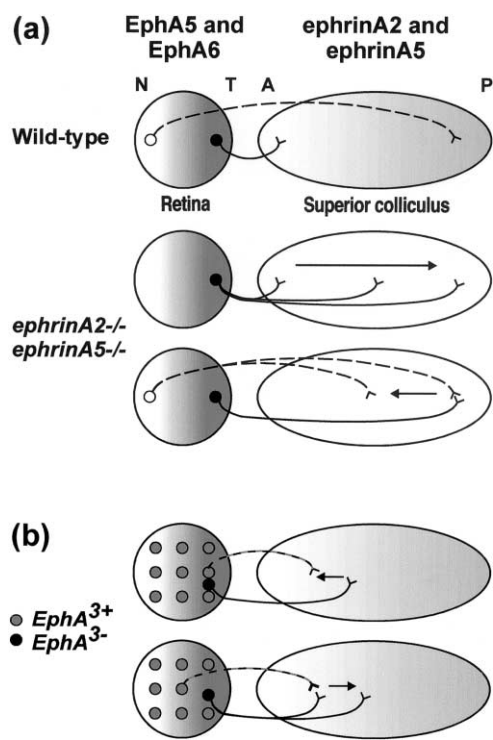 (a)
EphA5 and
EphA6
ephrinA2 and
ephrinA5
N T A P
Wild-type
Retina Superior colliculus
ephrinA2-/-
ephrinA5-/-
(b)
EphA3+
EphA3-